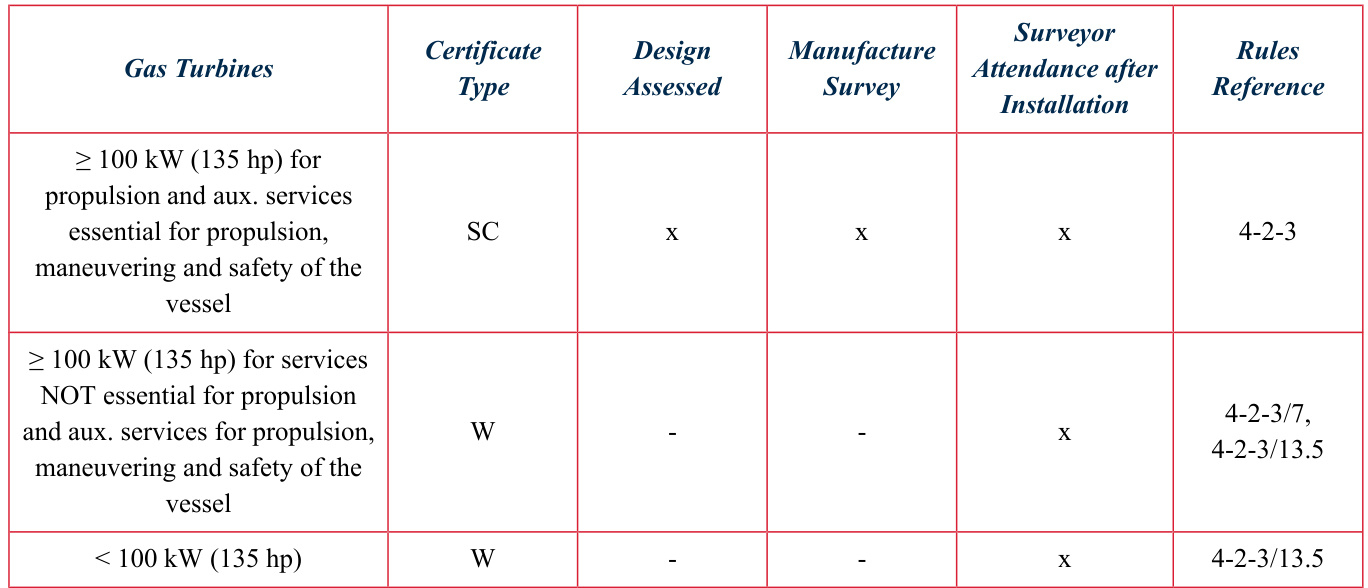 Gas Turbines
Certificate
Type
Design
Assessed
Manufacture
Survey
Surveyor
Attendance after
Installation
Rules
Reference
≥ 100 kW (135 hp) for
propulsion and aux. services
essential for propulsion,
maneuvering and safety of the
vessel
SC
x
x
x
4-2-3
≥ 100 kW (135 hp) for services
NOT essential for propulsion
and aux. services for propulsion,
maneuvering and safety of the
vessel
W
-
-
x
4-2-3/7,
4-2-3/13.5
< 100 kW (135 hp)
W
-
-
x
4-2-3/13.5